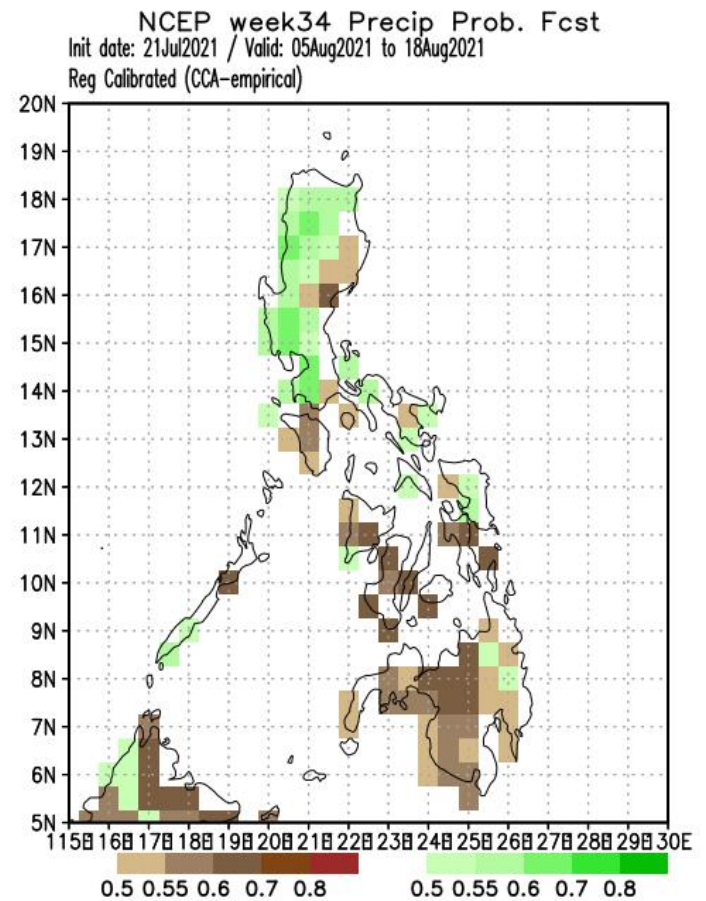 NCEP week34 Precip Prob. Fcst
Init date: 21Jul2021 / Valid: 05Aug2021 to 18Aug2021
Reg Calibrated (CCA-empirical)
20N
19N
18N
17N
16N
15N
14N
13N
12N
11N
10N
9N
8N
7N
6N
5N
115E 116E 117E 118E 119E 120E 121E 122E 123E 124E 125E 126E 127E 128E 129E 130E
0.5 0.55 0.6 0.7 0.8 0.5 0.55 0.6 0.7 0.8